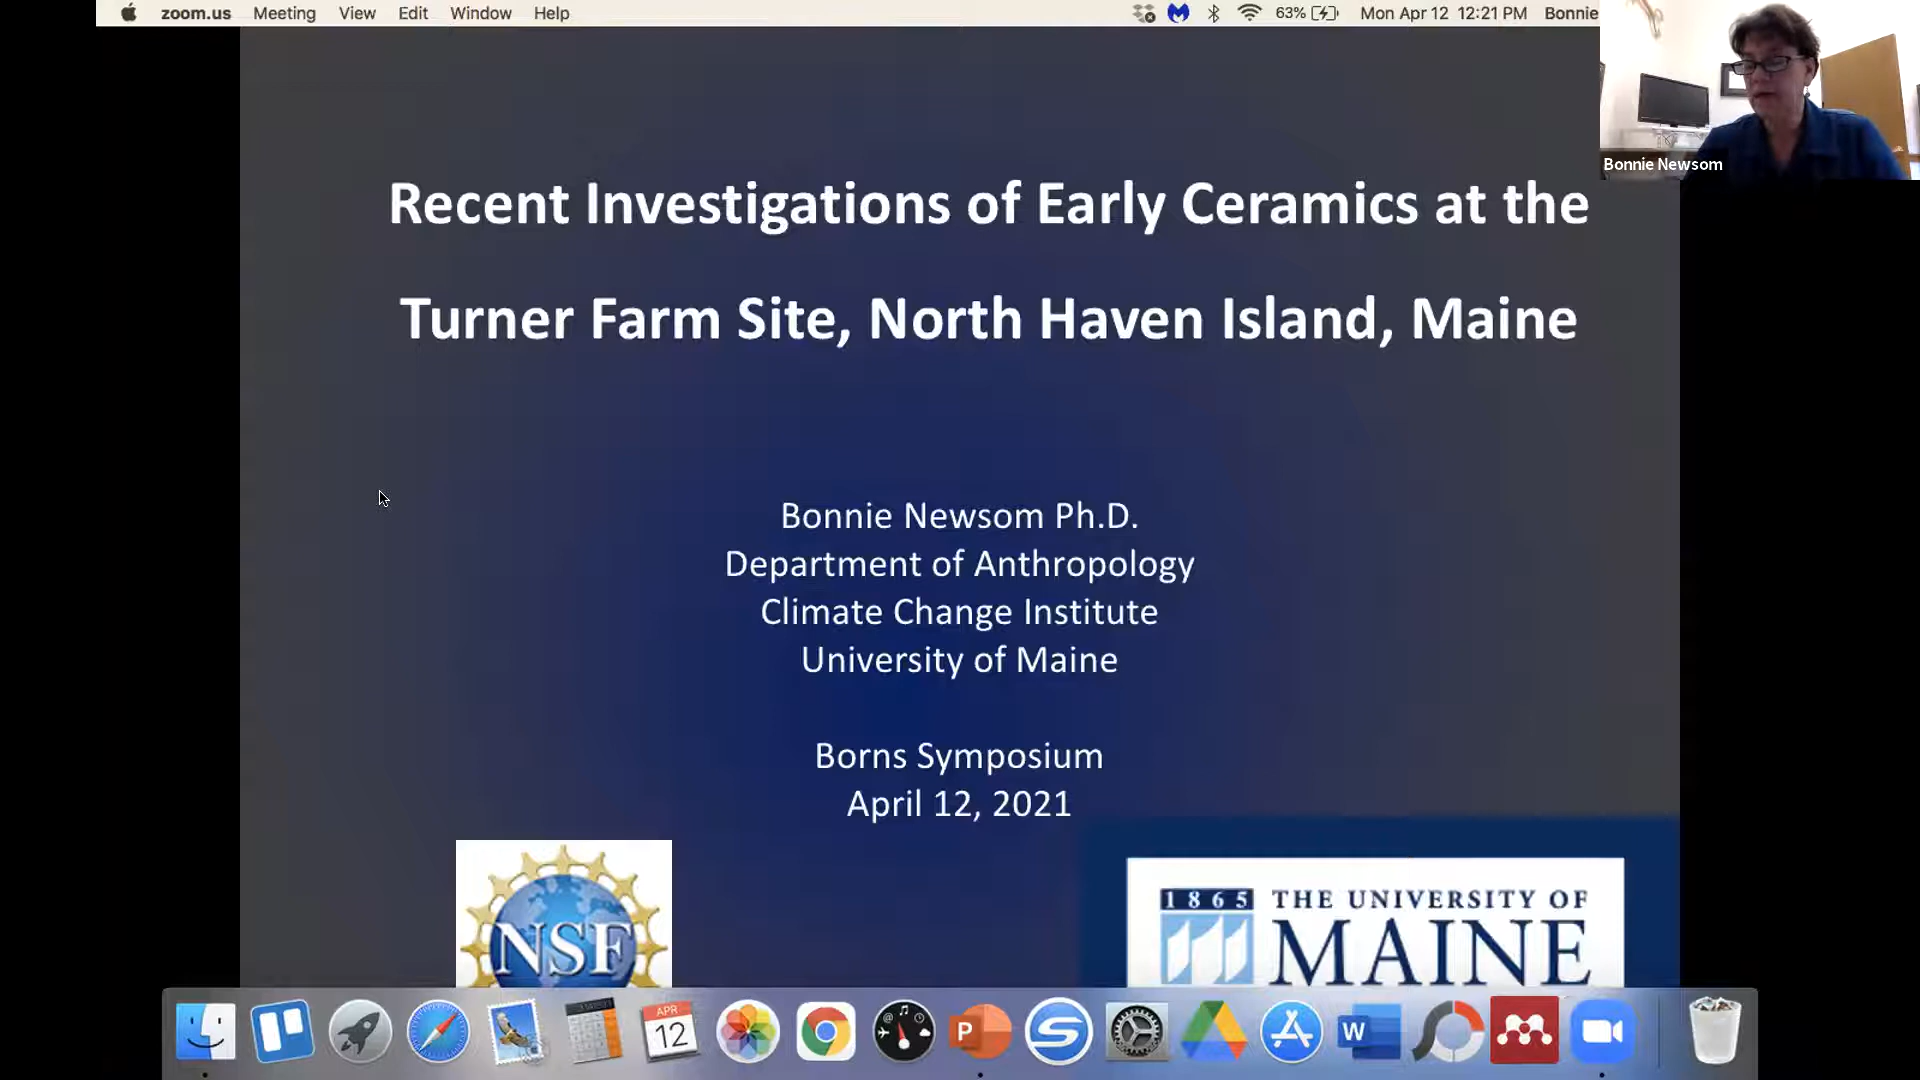 zoom.us Meeting View Edit Window Help 63% Mon Apr 12 12:21 PM Bonnie
Bonnie Newsom
Recent Investigations of Early Ceramics at the
Turner Farm Site, North Haven Island, Maine
Bonnie Newsom Ph.D.
Department of Anthropology
Climate Change Institute
University of Maine
Borns Symposium
April 12, 2021
NSF
1865 THE UNIVERSITY OF
MAINE
APR
12
P
S
W